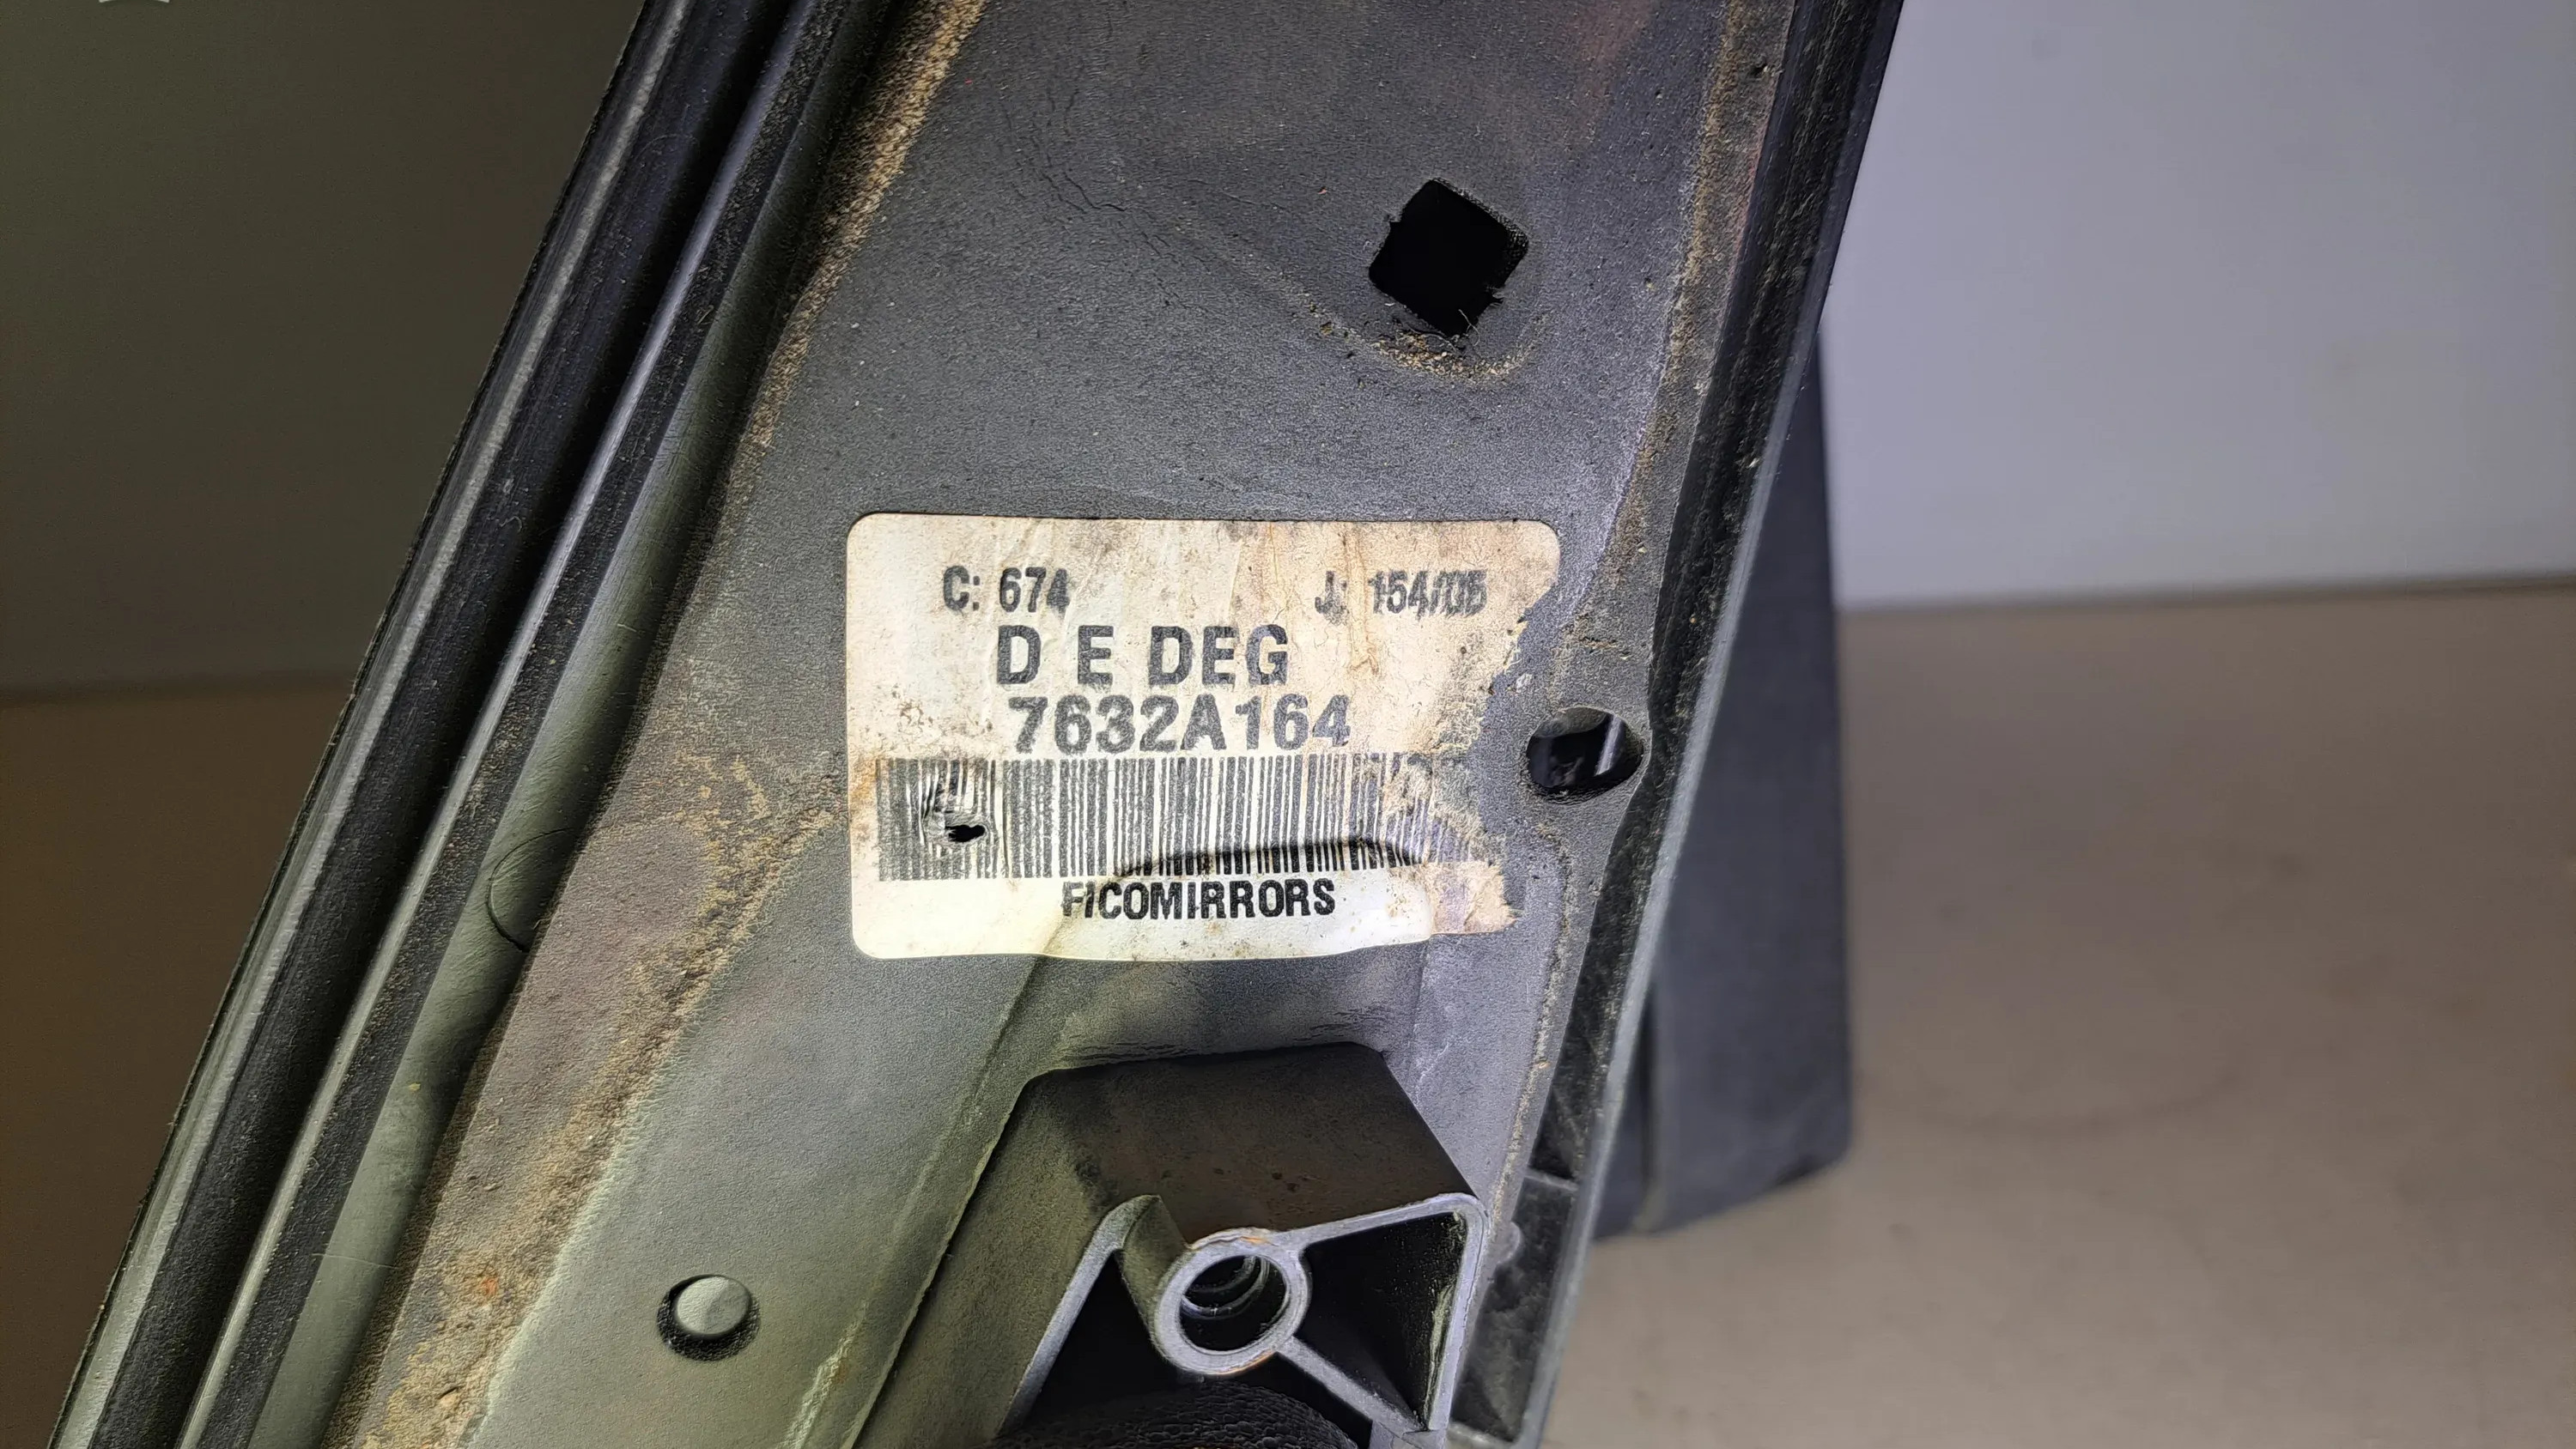 C: 674 J: 154/05
D E DEG
7632A164
FICOMIRRORS